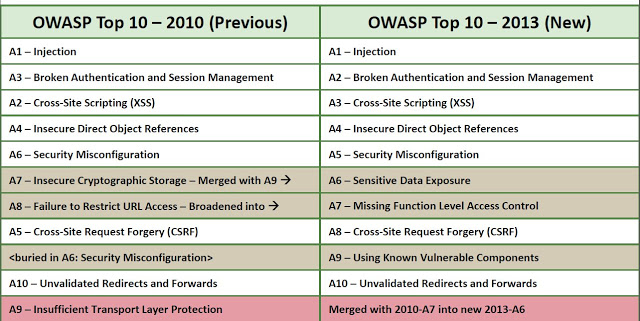 OWASP Top 10 – 2010 (Previous) OWASP Top 10 – 2013 (New)
A1 – Injection A1 – Injection
A3 – Broken Authentication and Session Management A2 – Broken Authentication and Session Management
A2 – Cross-Site Scripting (XSS) A3 – Cross-Site Scripting (XSS)
A4 – Insecure Direct Object References A4 – Insecure Direct Object References
A6 – Security Misconfiguration A5 – Security Misconfiguration
A7 – Insecure Cryptographic Storage – Merged with A9 → A6 – Sensitive Data Exposure
A8 – Failure to Restrict URL Access – Broadened into → A7 – Missing Function Level Access Control
A5 – Cross-Site Request Forgery (CSRF) A8 – Cross-Site Request Forgery (CSRF)
<buried in A6: Security Misconfiguration> A9 – Using Known Vulnerable Components
A10 – Unvalidated Redirects and Forwards A10 – Unvalidated Redirects and Forwards
A9 – Insufficient Transport Layer Protection Merged with 2010-A7 into new 2013-A6